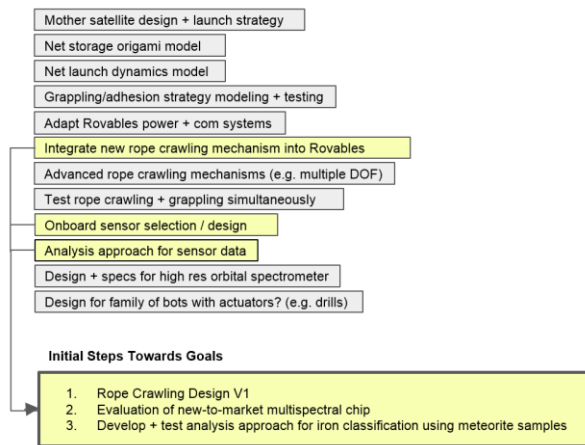 Mother satellite design + launch strategy
Net storage origami model
Net launch dynamics model
Grappling/adhesion strategy modeling + testing
Adapt Rovables power + com systems
Integrate new rope crawling mechanism into Rovables
Advanced rope crawling mechanisms (e.g. multiple DOF)
Test rope crawling + grappling simultaneously
Onboard sensor selection / design
Analysis approach for sensor data
Design + specs for high res orbital spectrometer
Design for family of bots with actuators? (e.g. drills)
Initial Steps Towards Goals
1. Rope Crawling Design V1
2. Evaluation of new-to-market multispectral chip
3. Develop + test analysis approach for iron classification using meteorite samples